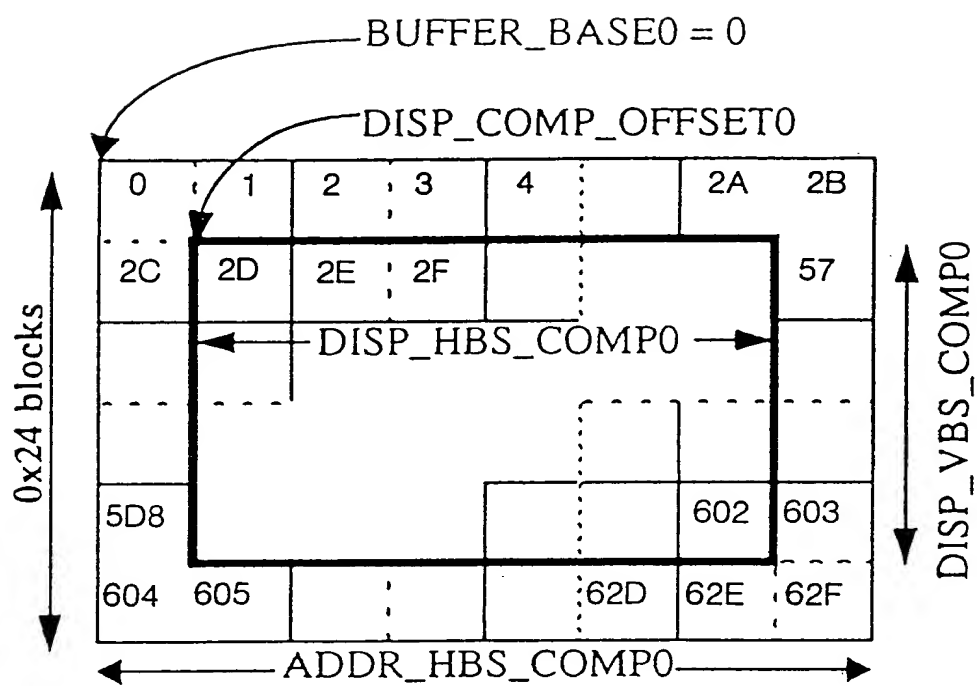 BUFFER_BASE0 = 0
DISP_COMP_OFFSET0
0 1 2 3 4 2A 2B
2C 2D 2E 2F 57
DISP_HBS_COMP0
5D8 602 603
604 605 62D 62E 62F
ADDR_HBS_COMP0
0x24 blocks
DISP_VBS_COMP0